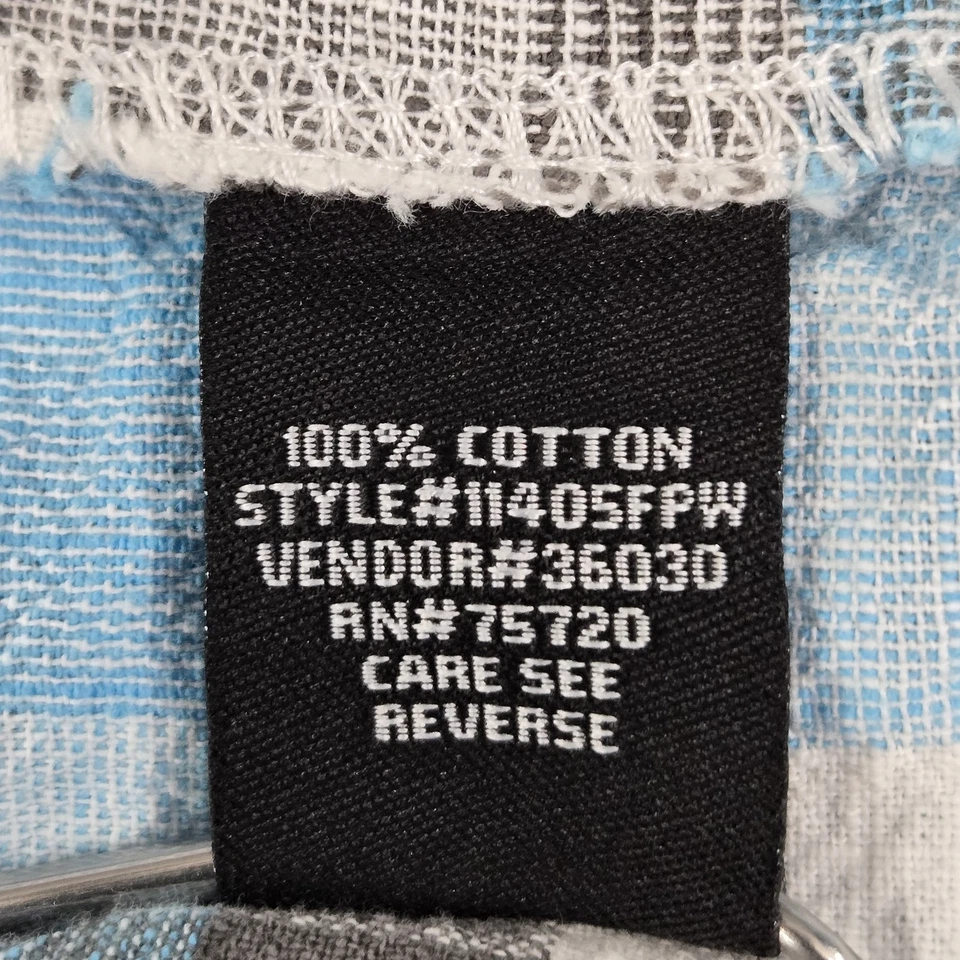 100% COTTON
STYLE#11405FPW
VENDOR#36030
RN#75720
CARE SEE
REVERSE